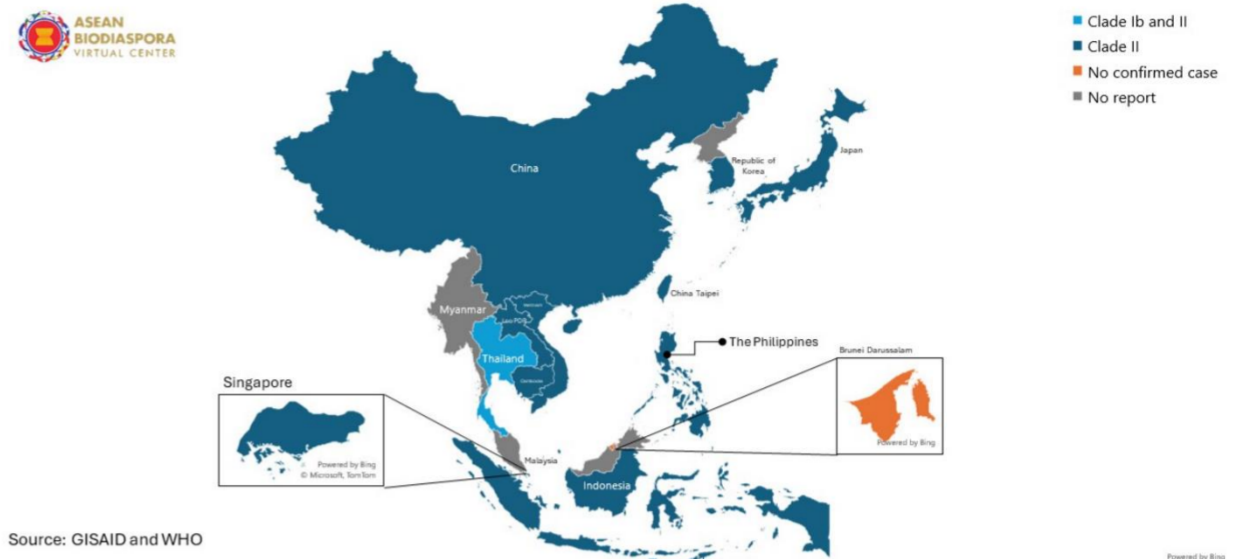 ASEAN
BIODIASPORA
VIRTUAL CENTER
Clade Ib and II
Clade II
No confirmed case
No report
China
Republic of
Korea
Japan
China Taipei
Myanmar
Vietnam
Lao PDR
Thailand
Cambodia
The Philippines
Brunei Darussalam
Powered by Bing
Singapore
Powered by Bing
© Microsoft, TomTom
Malaysia
Indonesia
Source: GISAID and WHO
Powered by Bing